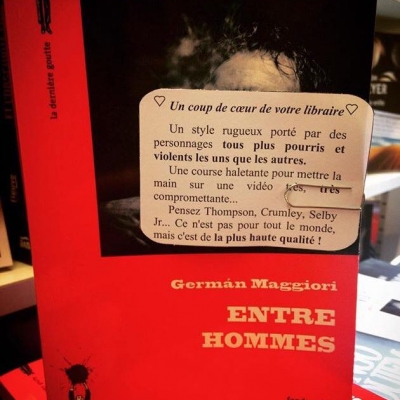 la dernière goutte
Un coup de cœur de votre libraire
Un style rugueux porté par des
personnages tous plus pourris et
violents les uns que les autres.
Une course haletante pour mettre la
main sur une vidéo très, très
compromettante...
Pensez Thompson, Crumley, Selby
Jr... Ce n'est pas pour tout le monde,
mais c'est de la plus haute qualité !
Germán Maggiori
ENTRE
HOMMES